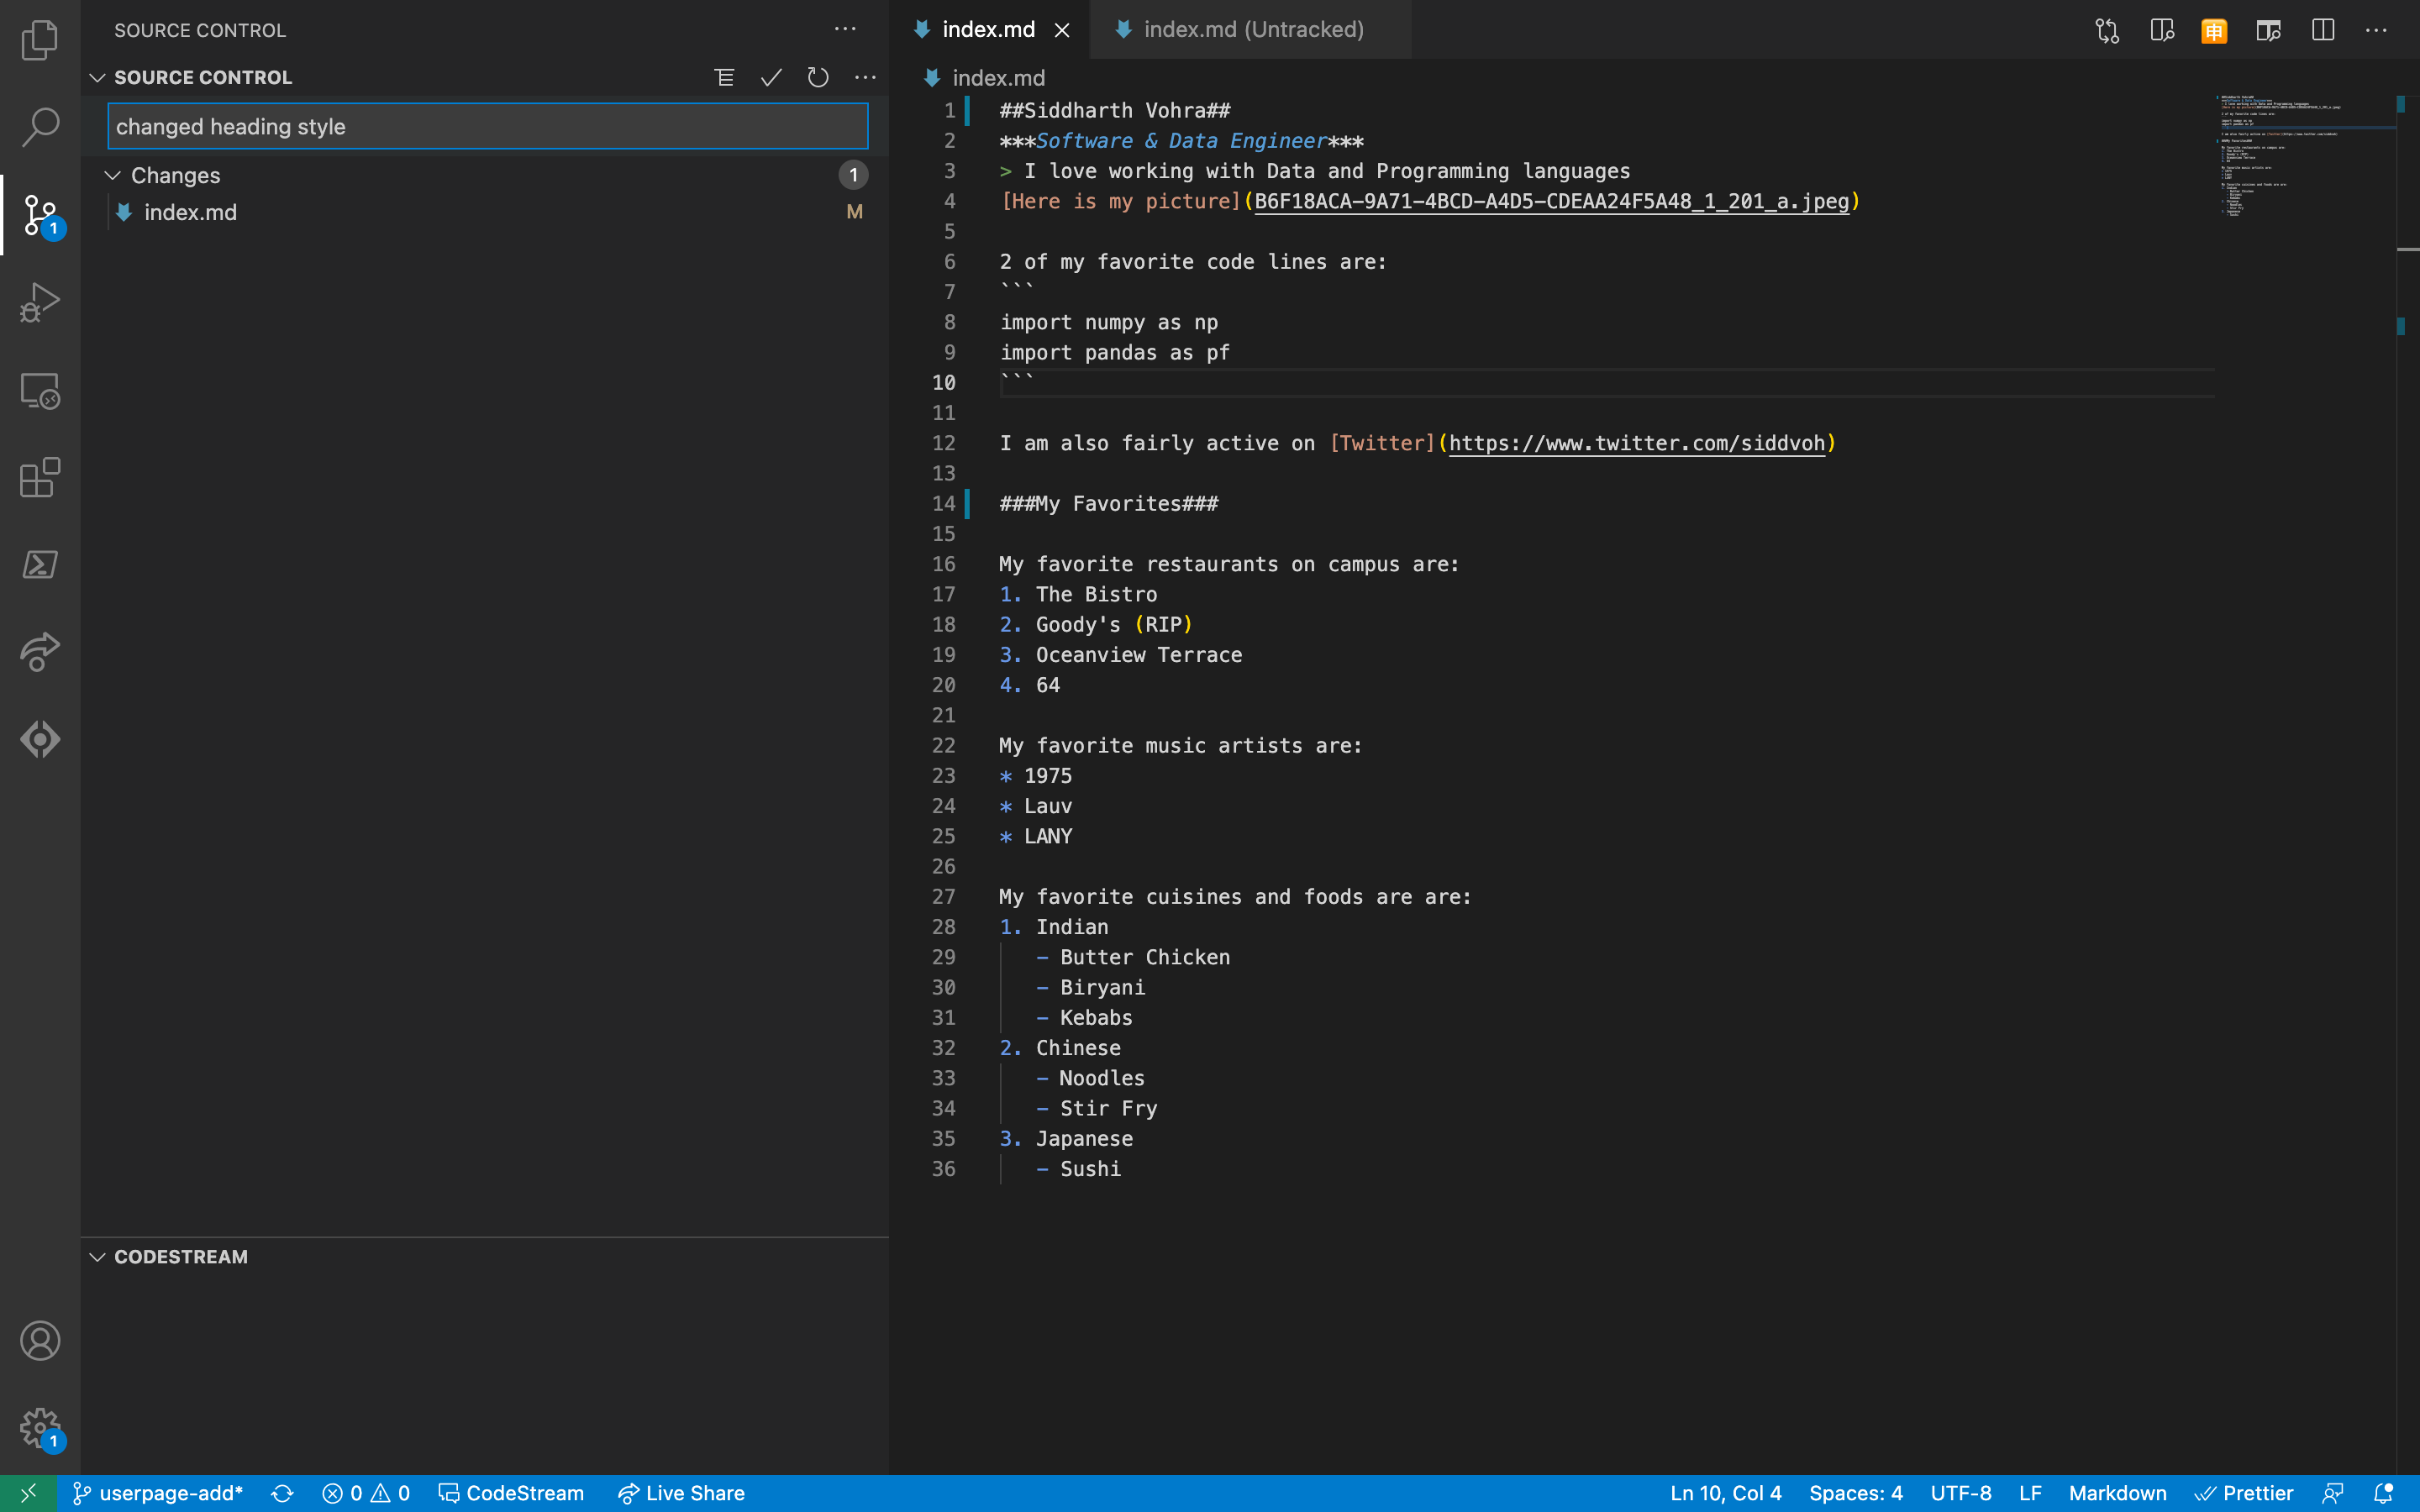 SOURCE CONTROL
SOURCE CONTROL
changed heading style
Changes 1
index.md M
1
1
CODESTREAM
index.md index.md (Untracked)
申
index.md
1 ##Siddharth Vohra##
2 ***Software & Data Engineer***
3 > I love working with Data and Programming languages
4 [Here is my picture](B6F18ACA-9A71-4BCD-A4D5-CDEAA24F5A48_1_201_a.jpeg)
5
6 2 of my favorite code lines are:
7 ```
8 import numpy as np
9 import pandas as pf
10 ```
11
12 I am also fairly active on [Twitter](https://www.twitter.com/siddvoh)
13
14 ###My Favorites###
15
16 My favorite restaurants on campus are:
17 1. The Bistro
18 2. Goody's (RIP)
19 3. Oceanview Terrace
20 4. 64
21
22 My favorite music artists are:
23 * 1975
24 * Lauv
25 * LANY
26
27 My favorite cuisines and foods are are:
28 1. Indian
29 - Butter Chicken
30 - Biryani
31 - Kebabs
32 2. Chinese
33 - Noodles
34 - Stir Fry
35 3. Japanese
36 - Sushi
userpage-add* 0 0 CodeStream Live Share Ln 10, Col 4 Spaces: 4 UTF-8 LF Markdown Prettier